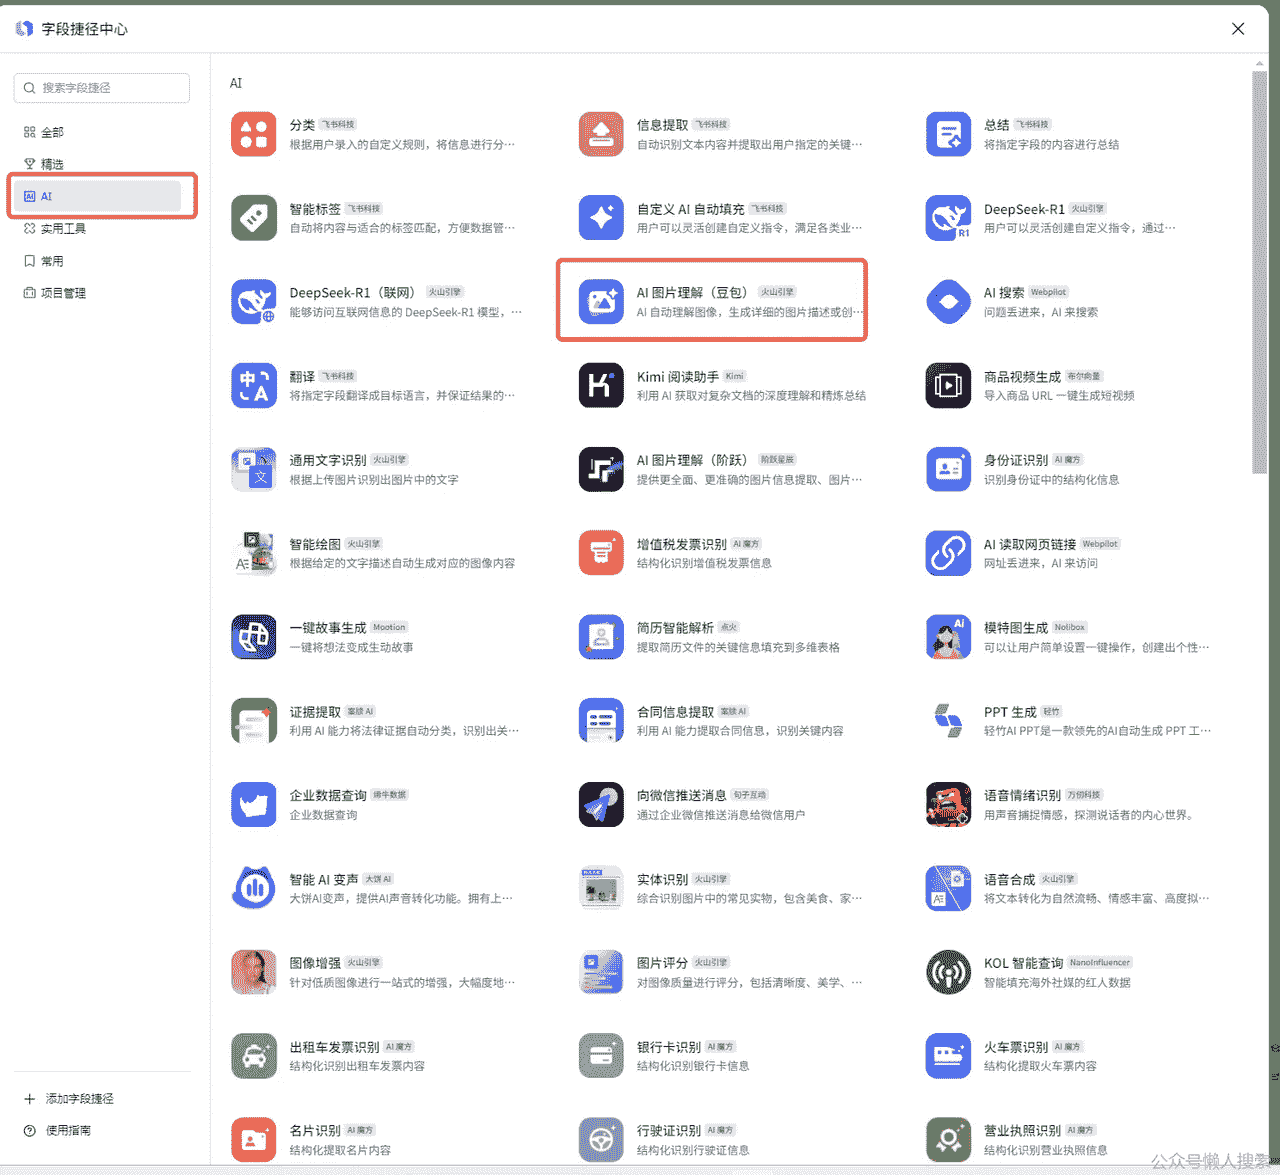 字段捷径中心
搜索字段捷径
全部
精选
AI
实用工具
常用
项目管理
添加字段捷径
使用指南
AI
分类 飞书科技
根据用户录入的自定义规则，将信息进行分…
信息提取 飞书科技
自动识别文本内容并提取出用户指定的关键…
总结 飞书科技
将指定字段的内容进行总结
智能标签 飞书科技
自动将内容与适合的标签匹配，方便数据管…
自定义 AI 自动填充 飞书科技
用户可以灵活创建自定义指令，满足各类业…
DeepSeek-R1 火山引擎
用户可以灵活创建自定义指令，通过…
R1
DeepSeek-R1（联网） 火山引擎
能够访问互联网信息的 DeepSeek-R1 模型，…
AI 图片理解（豆包） 火山引擎
AI 自动理解图像，生成详细的图片描述或创…
AI 搜索 Webpilot
问题丢进来，AI 来搜索
中 A
翻译 飞书科技
将指定字段翻译成目标语言，并保证结果的…
Kimi 阅读助手 Kimi
利用 AI 获取对复杂文档的深度理解和精炼总结
商品视频生成 布尔向量
导入商品 URL 一键生成短视频
文
通用文字识别 火山引擎
根据上传图片识别出图片中的文字
AI 图片理解（阶跃） 阶跃星辰
提供更全面、更准确的图片信息提取、图片…
身份证识别 AI 魔方
识别身份证中的结构化信息
智能绘图 火山引擎
根据给定的文字描述自动生成对应的图像内容
增值税发票识别 AI 魔方
结构化识别增值税发票信息
AI 读取网页链接 Webpilot
网址丢进来，AI 来访问
一键故事生成 Mootion
一键将想法变成生动故事
简历智能解析 点火
提取简历文件的关键信息填充到多维表格
Ai
模特图生成 Nolibox
可以让用户简单设置一键操作，创建出个性…
证据提取 案牍 AI
利用 AI 能力将法律证据自动分类，识别出关…
合同信息提取 案牍 AI
利用 AI 能力提取合同信息，识别关键内容
PPT 生成 轻竹
轻竹AI PPT是一款领先的AI自动生成 PPT 工…
企业数据查询 犀牛数据
企业数据查询
向微信推送消息 句子互动
通过企业微信推送消息给微信用户
语音情绪识别 万仞科技
用声音捕捉情感，探测说话者的内心世界。
智能 AI 变声 大饼 AI
大饼AI变声，提供AI声音转化功能。拥有上…
实体识别 火山引擎
综合识别图片中的常见实物，包含美食、家…
语音合成 火山引擎
将文本转化为自然流畅、情感丰富、高度拟…
图像增强 火山引擎
针对低质图像进行一站式的增强，大幅度地…
图片评分 火山引擎
对图像质量进行评分，包括清晰度、美学、…
KOL 智能查询 NanoInfluencer
智能填充海外社媒的红人数据
出租车发票识别 AI 魔方
结构化识别出租车发票内容
银行卡识别 AI 魔方
结构化识别银行卡信息
火车票识别 AI 魔方
结构化提取火车票内容
名片识别 AI 魔方
结构化提取名片内容
行驶证识别 AI 魔方
结构化识别行驶证信息
营业执照识别 AI 魔方
结构化识别营业执照信息
公众号懒人搜索